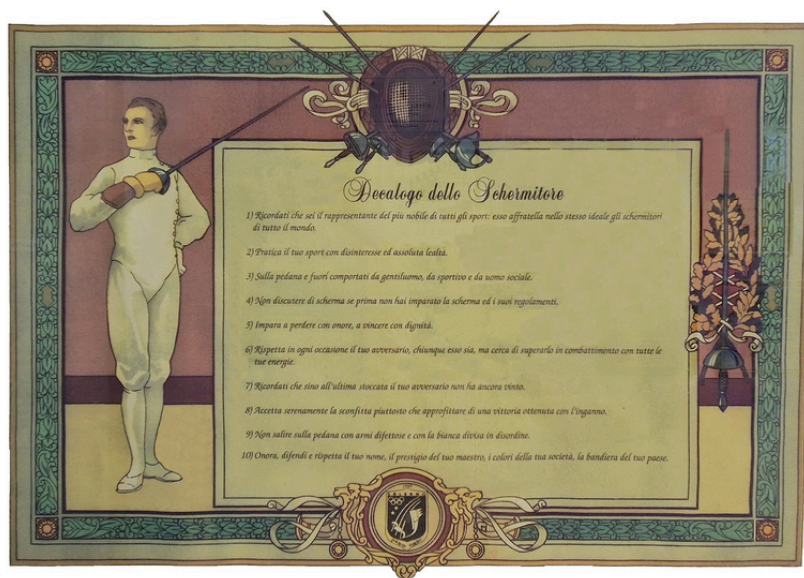 Decalogo dello Schermitore
1) Ricordati che sei il rappresentante del piu nobile di tutti gli sport: esso affratella nello stesso ideale gli schermitori
di tutto il mondo.
2) Pratica il tuo sport con disinteresse ed assoluta lealtà.
3) Sulla pedana e fuori comportati da gentiluomo, da sportivo e da uomo sociale.
4) Non discutere di scherma se prima non hai imparato la scherma ed i suoi regolamenti.
5) Impara a perdere con onore, a vincere con dignità.
6) Rispetta in ogni occasione il tuo avversario, chiunque esso sia, ma cerca di superarlo in combattimento con tutte le
tue energie.
7) Ricordati che sino all'ultima stoccata il tuo avversario non ha ancora vinto.
8) Accetta serenamente la sconfitta piuttosto che approfittare di una vittoria ottenuta con l'inganno.
9) Non salire sulla pedana con armi difettose e con la bianca divisa in disordine.
10) Onora, difendi e rispetta il tuo nome, il prestigio del tuo maestro, i colori della tua società, la bandiera del tuo paese.